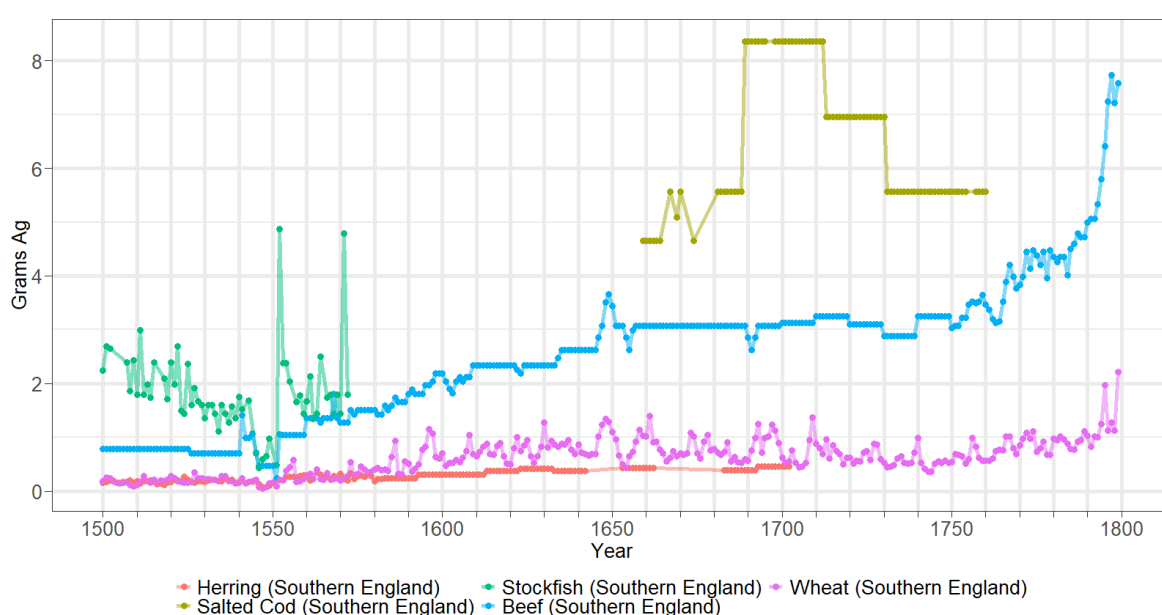 8
6
4
2
0
Grams Ag
1500 1550 1600 1650 1700 1750 1800
Year
Herring (Southern England) Stockfish (Southern England) Wheat (Southern England)
Salted Cod (Southern England) Beef (Southern England)